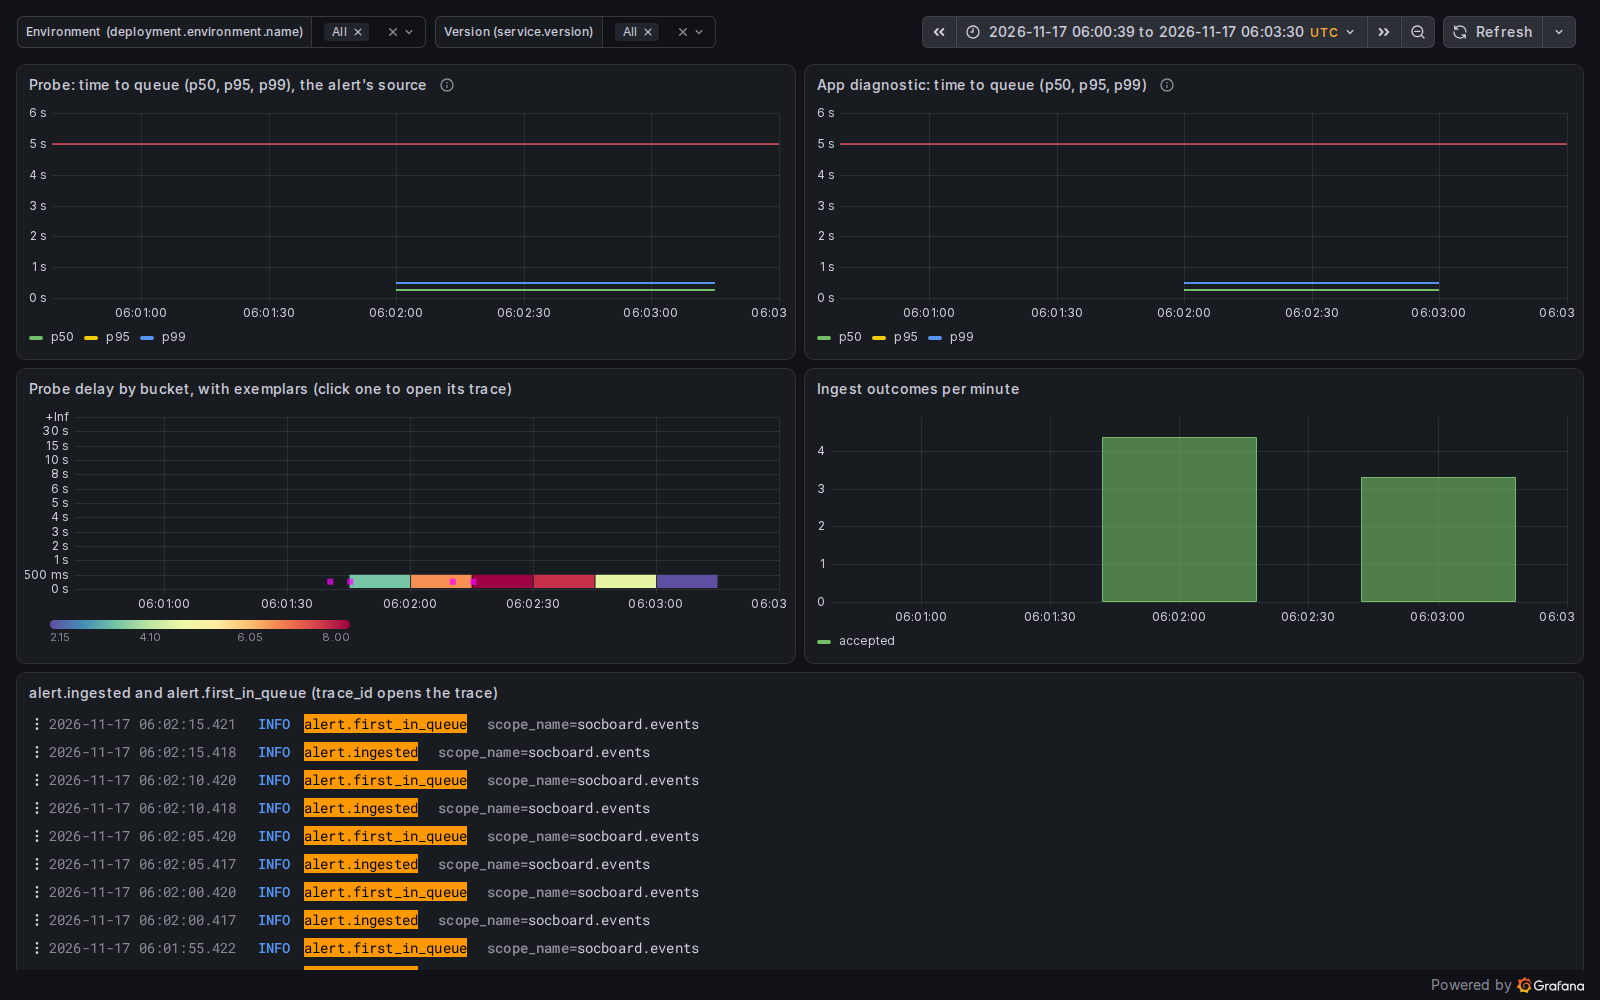 Environment (deployment.environment.name) All
Version (service.version) All
2026-11-17 06:00:39 to 2026-11-17 06:03:30 UTC
Refresh
Probe: time to queue (p50, p95, p99), the alert's source
6 s
5 s
4 s
3 s
2 s
1 s
0 s
06:01:00 06:01:30 06:02:00 06:02:30 06:03:00 06:03
p50 p95 p99
App diagnostic: time to queue (p50, p95, p99)
6 s
5 s
4 s
3 s
2 s
1 s
0 s
06:01:00 06:01:30 06:02:00 06:02:30 06:03:00 06:03
p50 p95 p99
Probe delay by bucket, with exemplars (click one to open its trace)
+Inf
30 s
15 s
10 s
8 s
6 s
5 s
4 s
3 s
2 s
1 s
500 ms
0 s
06:01:00 06:01:30 06:02:00 06:02:30 06:03:00 06:03
2.15 4.10 6.05 8.00
Ingest outcomes per minute
4
3
2
1
0
06:01:00 06:01:30 06:02:00 06:02:30 06:03:00 06:03
accepted
alert.ingested and alert.first_in_queue (trace_id opens the trace)
2026-11-17 06:02:15.421 INFO alert.first_in_queue scope_name=socboard.events
2026-11-17 06:02:15.418 INFO alert.ingested scope_name=socboard.events
2026-11-17 06:02:10.420 INFO alert.first_in_queue scope_name=socboard.events
2026-11-17 06:02:10.418 INFO alert.ingested scope_name=socboard.events
2026-11-17 06:02:05.420 INFO alert.first_in_queue scope_name=socboard.events
2026-11-17 06:02:05.417 INFO alert.ingested scope_name=socboard.events
2026-11-17 06:02:00.420 INFO alert.first_in_queue scope_name=socboard.events
2026-11-17 06:02:00.417 INFO alert.ingested scope_name=socboard.events
2026-11-17 06:01:55.422 INFO alert.first_in_queue scope_name=socboard.events
Powered by Grafana